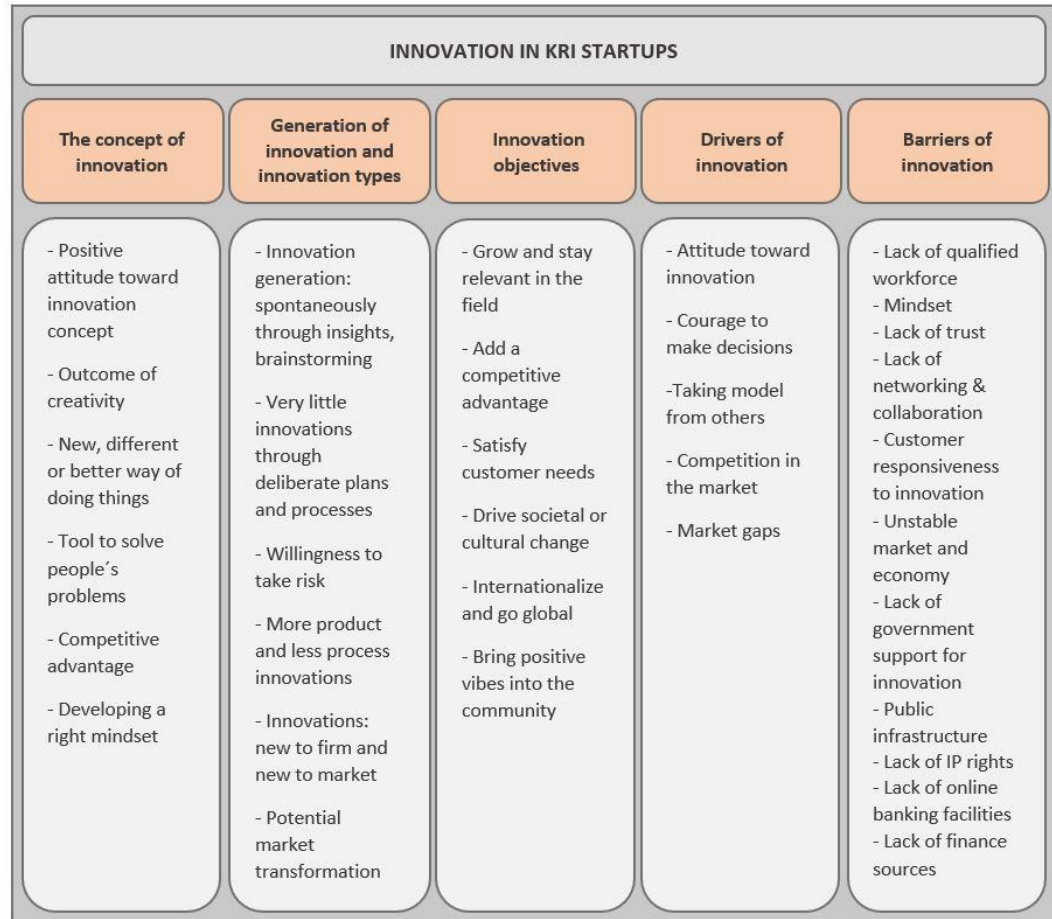 INNOVATION IN KRI STARTUPS
The concept of
innovation
- Positive
attitude toward
innovation
concept
- Outcome of
creativity
- New, different
or better way of
doing things
- Tool to solve
people´s
problems
- Competitive
advantage
- Developing a
right mindset
Generation of
innovation and
innovation types
- Innovation
generation:
spontaneously
through insights,
brainstorming
- Very little
innovations
through
deliberate plans
and processes
- Willingness to
take risk
- More product
and less process
innovations
- Innovations:
new to firm and
new to market
- Potential
market
transformation
Innovation
objectives
- Grow and stay
relevant in the
field
- Add a
competitive
advantage
- Satisfy
customer needs
- Drive societal or
cultural change
- Internationalize
and go global
- Bring positive
vibes into the
community
Drivers of
innovation
- Attitude toward
innovation
- Courage to
make decisions
-Taking model
from others
- Competition in
the market
- Market gaps
Barriers of
innovation
- Lack of qualified
workforce
- Mindset
- Lack of trust
- Lack of
networking &
collaboration
- Customer
responsiveness
to innovation
- Unstable
market and
economy
- Lack of
government
support for
innovation
- Public
infrastructure
- Lack of IP rights
- Lack of online
banking facilities
- Lack of finance
sources